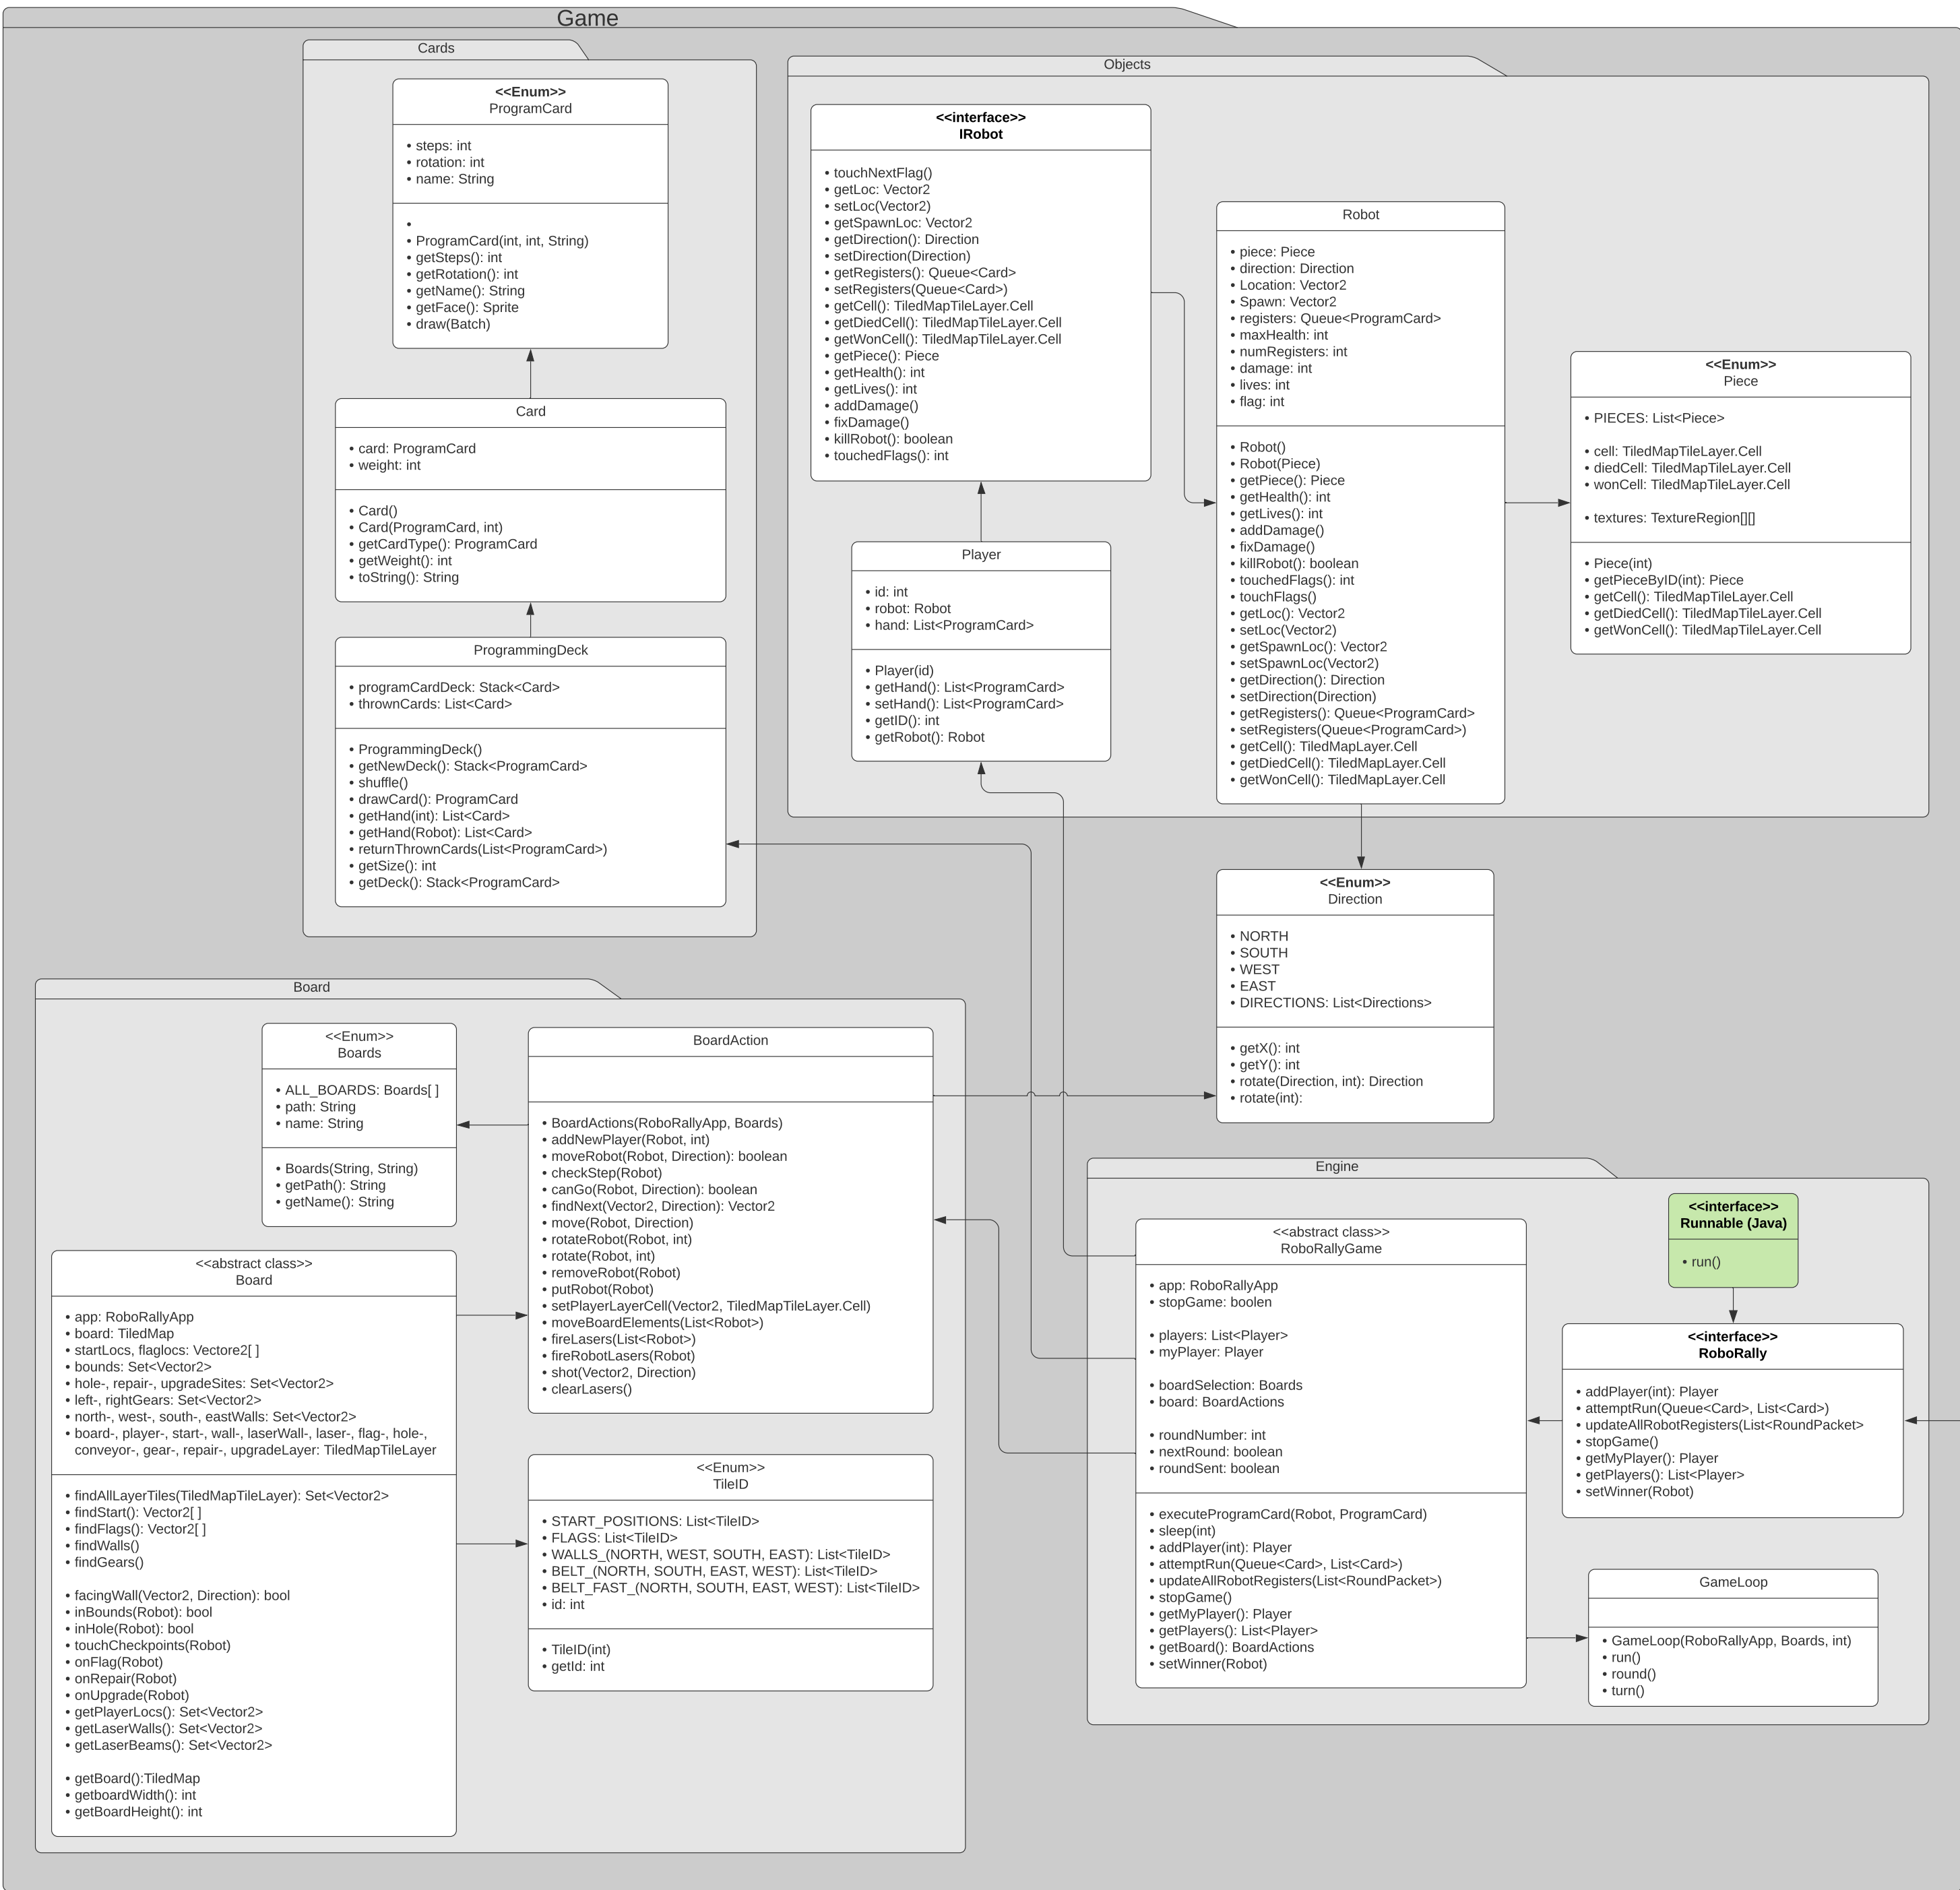 Game
Cards
<<Enum>>
ProgramCard
• steps: int
• rotation: int
• name: String
•
• ProgramCard(int, int, String)
• getSteps(): int
• getRotation(): int
• getName(): String
• getFace(): Sprite
• draw(Batch)
Card
• card: ProgramCard
• weight: int
• Card()
• Card(ProgramCard, int)
• getCardType(): ProgramCard
• getWeight(): int
• toString(): String
ProgrammingDeck
• programCardDeck: Stack<Card>
• thrownCards: List<Card>
• ProgrammingDeck()
• getNewDeck(): Stack<ProgramCard>
• shuffle()
• drawCard(): ProgramCard
• getHand(int): List<Card>
• getHand(Robot): List<Card>
• returnThrownCards(List<ProgramCard>)
• getSize(): int
• getDeck(): Stack<ProgramCard>
Objects
<<interface>>
IRobot
• touchNextFlag()
• getLoc: Vector2
• setLoc(Vector2)
• getSpawnLoc: Vector2
• getDirection(): Direction
• setDirection(Direction)
• getRegisters(): Queue<Card>
• setRegisters(Queue<Card>)
• getCell(): TiledMapTileLayer.Cell
• getDiedCell(): TiledMapTileLayer.Cell
• getWonCell(): TiledMapTileLayer.Cell
• getPiece(): Piece
• getHealth(): int
• getLives(): int
• addDamage()
• fixDamage()
• killRobot(): boolean
• touchedFlags(): int
Player
• id: int
• robot: Robot
• hand: List<ProgramCard>
• Player(id)
• getHand(): List<ProgramCard>
• setHand(): List<ProgramCard>
• getID(): int
• getRobot(): Robot
Robot
• piece: Piece
• direction: Direction
• Location: Vector2
• Spawn: Vector2
• registers: Queue<ProgramCard>
• maxHealth: int
• numRegisters: int
• damage: int
• lives: int
• flag: int
• Robot()
• Robot(Piece)
• getPiece(): Piece
• getHealth(): int
• getLives(): int
• addDamage()
• fixDamage()
• killRobot(): boolean
• touchedFlags(): int
• touchFlags()
• getLoc(): Vector2
• setLoc(Vector2)
• getSpawnLoc(): Vector2
• setSpawnLoc(Vector2)
• getDirection(): Direction
• setDirection(Direction)
• getRegisters(): Queue<ProgramCard>
• setRegisters(Queue<ProgramCard>)
• getCell(): TiledMapLayer.Cell
• getDiedCell(): TiledMapLayer.Cell
• getWonCell(): TiledMapLayer.Cell
<<Enum>>
Piece
• PIECES: List<Piece>
• cell: TiledMapTileLayer.Cell
• diedCell: TiledMapTileLayer.Cell
• wonCell: TiledMapTileLayer.Cell
• textures: TextureRegion[][]
• Piece(int)
• getPieceByID(int): Piece
• getCell(): TiledMapTileLayer.Cell
• getDiedCell(): TiledMapTileLayer.Cell
• getWonCell(): TiledMapTileLayer.Cell
<<Enum>>
Direction
• NORTH
• SOUTH
• WEST
• EAST
• DIRECTIONS: List<Directions>
• getX(): int
• getY(): int
• rotate(Direction, int): Direction
• rotate(int):
Board
<<Enum>>
Boards
• ALL_BOARDS: Boards[ ]
• path: String
• name: String
• Boards(String, String)
• getPath(): String
• getName(): String
BoardAction
• BoardActions(RoboRallyApp, Boards)
• addNewPlayer(Robot, int)
• moveRobot(Robot, Direction): boolean
• checkStep(Robot)
• canGo(Robot, Direction): boolean
• findNext(Vector2, Direction): Vector2
• move(Robot, Direction)
• rotateRobot(Robot, int)
• rotate(Robot, int)
• removeRobot(Robot)
• putRobot(Robot)
• setPlayerLayerCell(Vector2, TiledMapTileLayer.Cell)
• moveBoardElements(List<Robot>)
• fireLasers(List<Robot>)
• fireRobotLasers(Robot)
• shot(Vector2, Direction)
• clearLasers()
<<abstract class>>
Board
• app: RoboRallyApp
• board: TiledMap
• startLocs, flaglocs: Vectore2[ ]
• bounds: Set<Vector2>
• hole-, repair-, upgradeSites: Set<Vector2>
• left-, rightGears: Set<Vector2>
• north-, west-, south-, eastWalls: Set<Vector2>
• board-, player-, start-, wall-, laserWall-, laser-, flag-, hole-,
conveyor-, gear-, repair-, upgradeLayer: TiledMapTileLayer
• findAllLayerTiles(TiledMapTileLayer): Set<Vector2>
• findStart(): Vector2[ ]
• findFlags(): Vector2[ ]
• findWalls()
• findGears()
• facingWall(Vector2, Direction): bool
• inBounds(Robot): bool
• inHole(Robot): bool
• touchCheckpoints(Robot)
• onFlag(Robot)
• onRepair(Robot)
• onUpgrade(Robot)
• getPlayerLocs(): Set<Vector2>
• getLaserWalls(): Set<Vector2>
• getLaserBeams(): Set<Vector2>
• getBoard():TiledMap
• getboardWidth(): int
• getBoardHeight(): int
<<Enum>>
TileID
• START_POSITIONS: List<TileID>
• FLAGS: List<TileID>
• WALLS_(NORTH, WEST, SOUTH, EAST): List<TileID>
• BELT_(NORTH, SOUTH, EAST, WEST): List<TileID>
• BELT_FAST_(NORTH, SOUTH, EAST, WEST): List<TileID>
• id: int
• TileID(int)
• getId: int
Engine
<<abstract class>>
RoboRallyGame
• app: RoboRallyApp
• stopGame: boolen
• players: List<Player>
• myPlayer: Player
• boardSelection: Boards
• board: BoardActions
• roundNumber: int
• nextRound: boolean
• roundSent: boolean
• executeProgramCard(Robot, ProgramCard)
• sleep(int)
• addPlayer(int): Player
• attemptRun(Queue<Card>, List<Card>)
• updateAllRobotRegisters(List<RoundPacket>)
• stopGame()
• getMyPlayer(): Player
• getPlayers(): List<Player>
• getBoard(): BoardActions
• setWinner(Robot)
<<interface>>
Runnable (Java)
• run()
<<interface>>
RoboRally
• addPlayer(int): Player
• attemptRun(Queue<Card>, List<Card>)
• updateAllRobotRegisters(List<RoundPacket>
• stopGame()
• getMyPlayer(): Player
• getPlayers(): List<Player>
• setWinner(Robot)
GameLoop
• GameLoop(RoboRallyApp, Boards, int)
• run()
• round()
• turn()